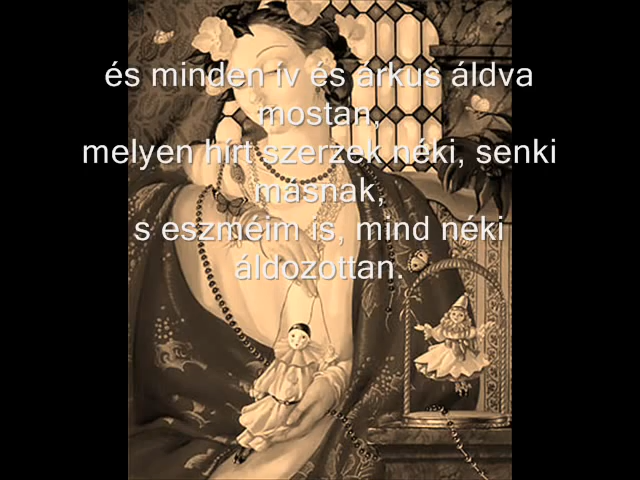 és minden ív és árkus áldva
mostan,
melyen hírt szerzek néki, senki
másnak,
s eszméim is, mind néki
áldozottan.